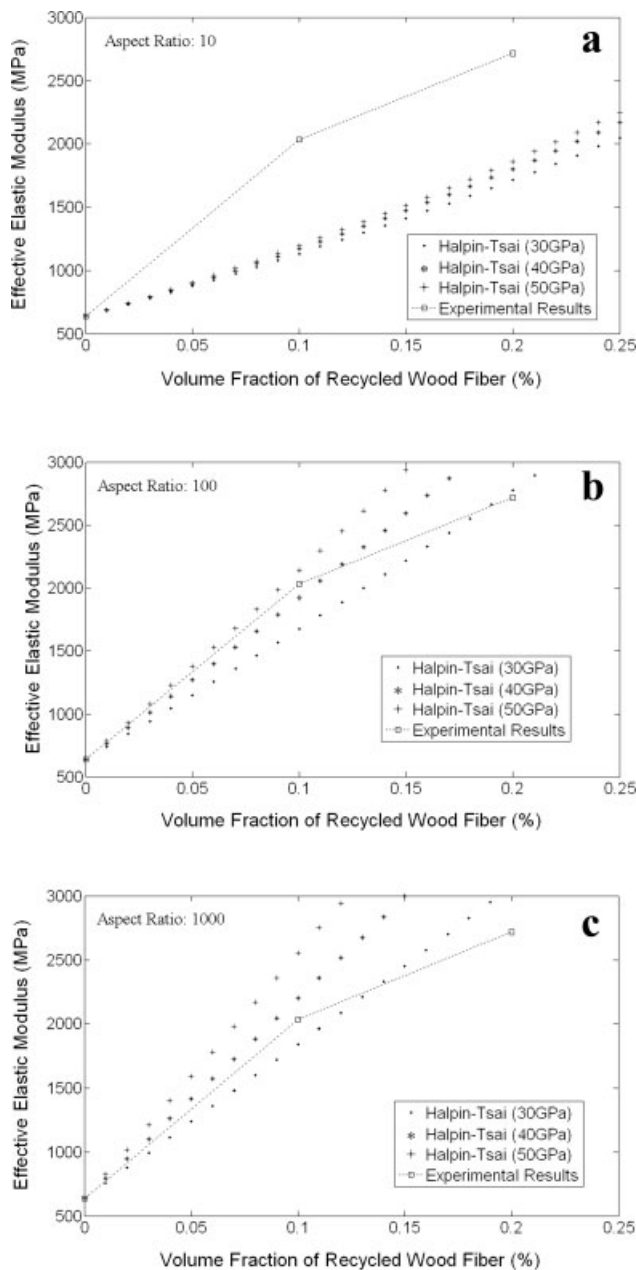 a
Aspect Ratio: 10
3000
2500
2000
1500
1000
500
Effective Elastic Modulus (MPa)
Halpin-Tsai (30GPa)
Halpin-Tsai (40GPa)
Halpin-Tsai (50GPa)
Experimental Results
0 0.05 0.1 0.15 0.2 0.25
Volume Fraction of Recycled Wood Fiber (%)
b
Aspect Ratio: 100
3000
2500
2000
1500
1000
500
Effective Elastic Modulus (MPa)
Halpin-Tsai (30GPa)
Halpin-Tsai (40GPa)
Halpin-Tsai (50GPa)
Experimental Results
0 0.05 0.1 0.15 0.2 0.25
Volume Fraction of Recycled Wood Fiber (%)
c
Aspect Ratio: 1000
3000
2500
2000
1500
1000
500
Effective Elastic Modulus (MPa)
Halpin-Tsai (30GPa)
Halpin-Tsai (40GPa)
Halpin-Tsai (50GPa)
Experimental Results
0 0.05 0.1 0.15 0.2 0.25
Volume Fraction of Recycled Wood Fiber (%)